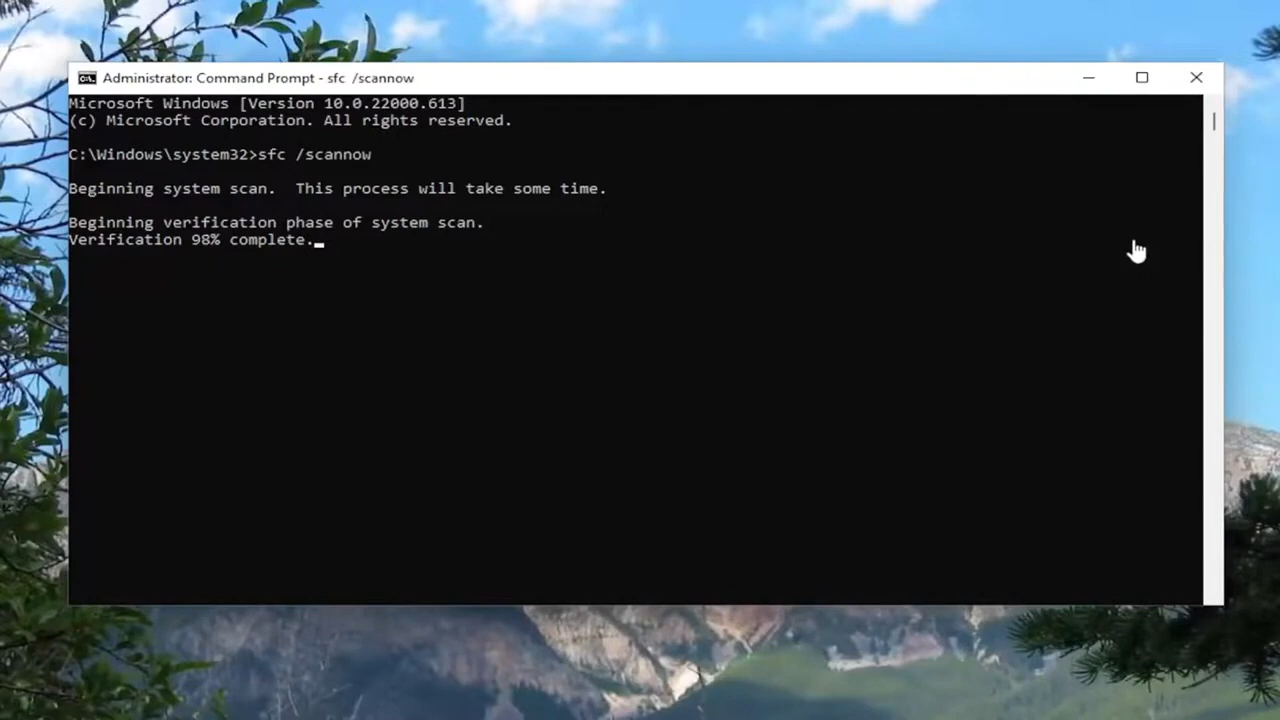 Administrator: Command Prompt - sfc  /scannow
Microsoft Windows [Version 10.0.22000.613]
(c) Microsoft Corporation. All rights reserved.
C:\Windows\system32>sfc /scannow
Beginning system scan.  This process will take some time.
Beginning verification phase of system scan.
Verification 98% complete.